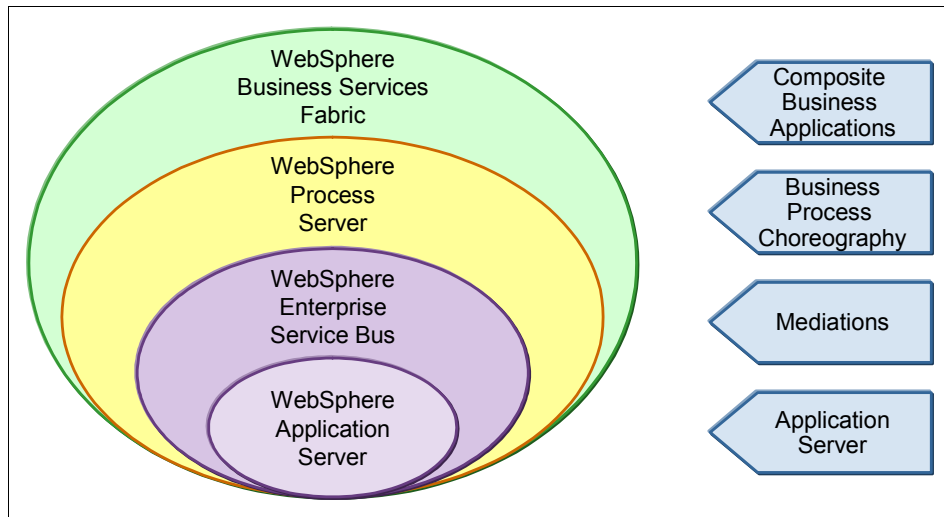 WebSphere
Business Services
Fabric
Composite
Business
Applications
WebSphere
Process
Server
Business
Process
Choreography
WebSphere
Enterprise
Service Bus
Mediations
WebSphere
Application
Server
Application
Server